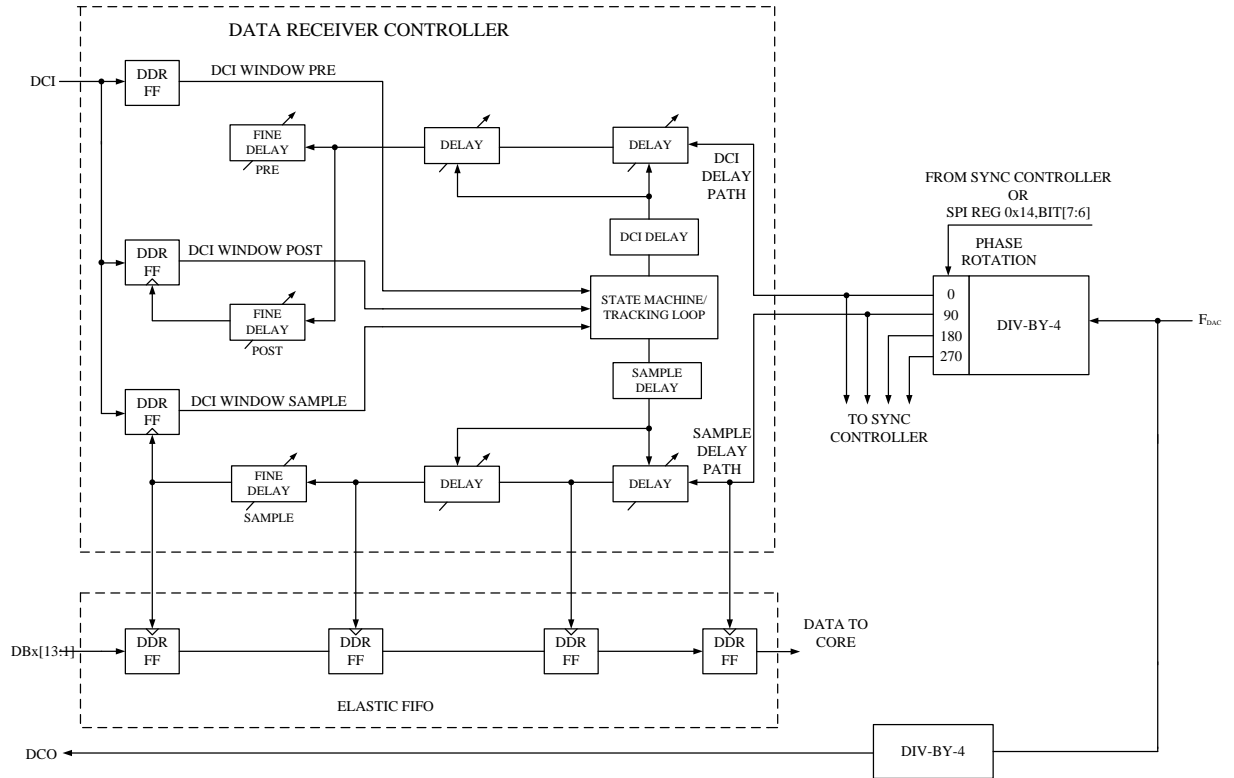 DATA RECEIVER CONTROLLER
DCI
DDR
FF
DCI WINDOW PRE
FINE
DELAY
PRE
DELAY
DELAY
DCI
DELAY
PATH
FROM SYNC CONTROLLER
OR
SPI REG 0x14,BIT[7:6]
DCI DELAY
DDR
FF
DCI WINDOW POST
PHASE
ROTATION
FINE
DELAY
POST
STATE MACHINE/
TRACKING LOOP
0
90
180
270
DIV-BY-4
FDAC
SAMPLE
DELAY
DDR
FF
DCI WINDOW SAMPLE
TO SYNC
CONTROLLER
SAMPLE
DELAY
PATH
FINE
DELAY
SAMPLE
DELAY
DELAY
DBx[13:1]
DDR
FF
DDR
FF
DDR
FF
DDR
FF
DATA TO
CORE
ELASTIC FIFO
DCO
DIV-BY-4